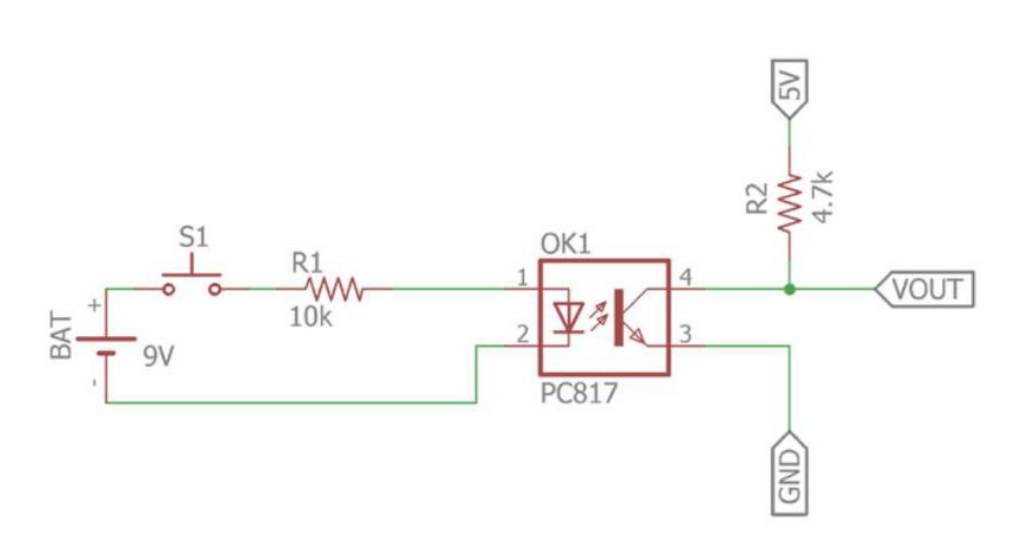 5V
R2
4.7k
S1
R1
10k
OK1
1
4
VOUT
+
BAT
9V
-
2
3
PC817
GND